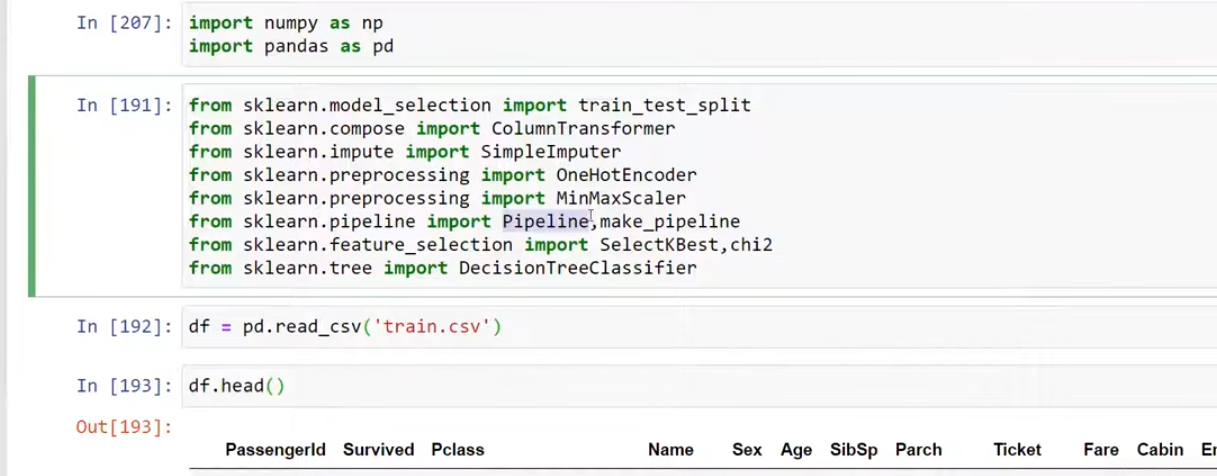 In [207]: import numpy as np
import pandas as pd
In [191]: from sklearn.model_selection import train_test_split
from sklearn.compose import ColumnTransformer
from sklearn.impute import SimpleImputer
from sklearn.preprocessing import OneHotEncoder
from sklearn.preprocessing import MinMaxScaler
from sklearn.pipeline import Pipeline,make_pipeline
from sklearn.feature_selection import SelectKBest,chi2
from sklearn.tree import DecisionTreeClassifier
In [192]: df = pd.read_csv('train.csv')
In [193]: df.head()
Out[193]:
PassengerId Survived Pclass Name Sex Age SibSp Parch Ticket Fare Cabin